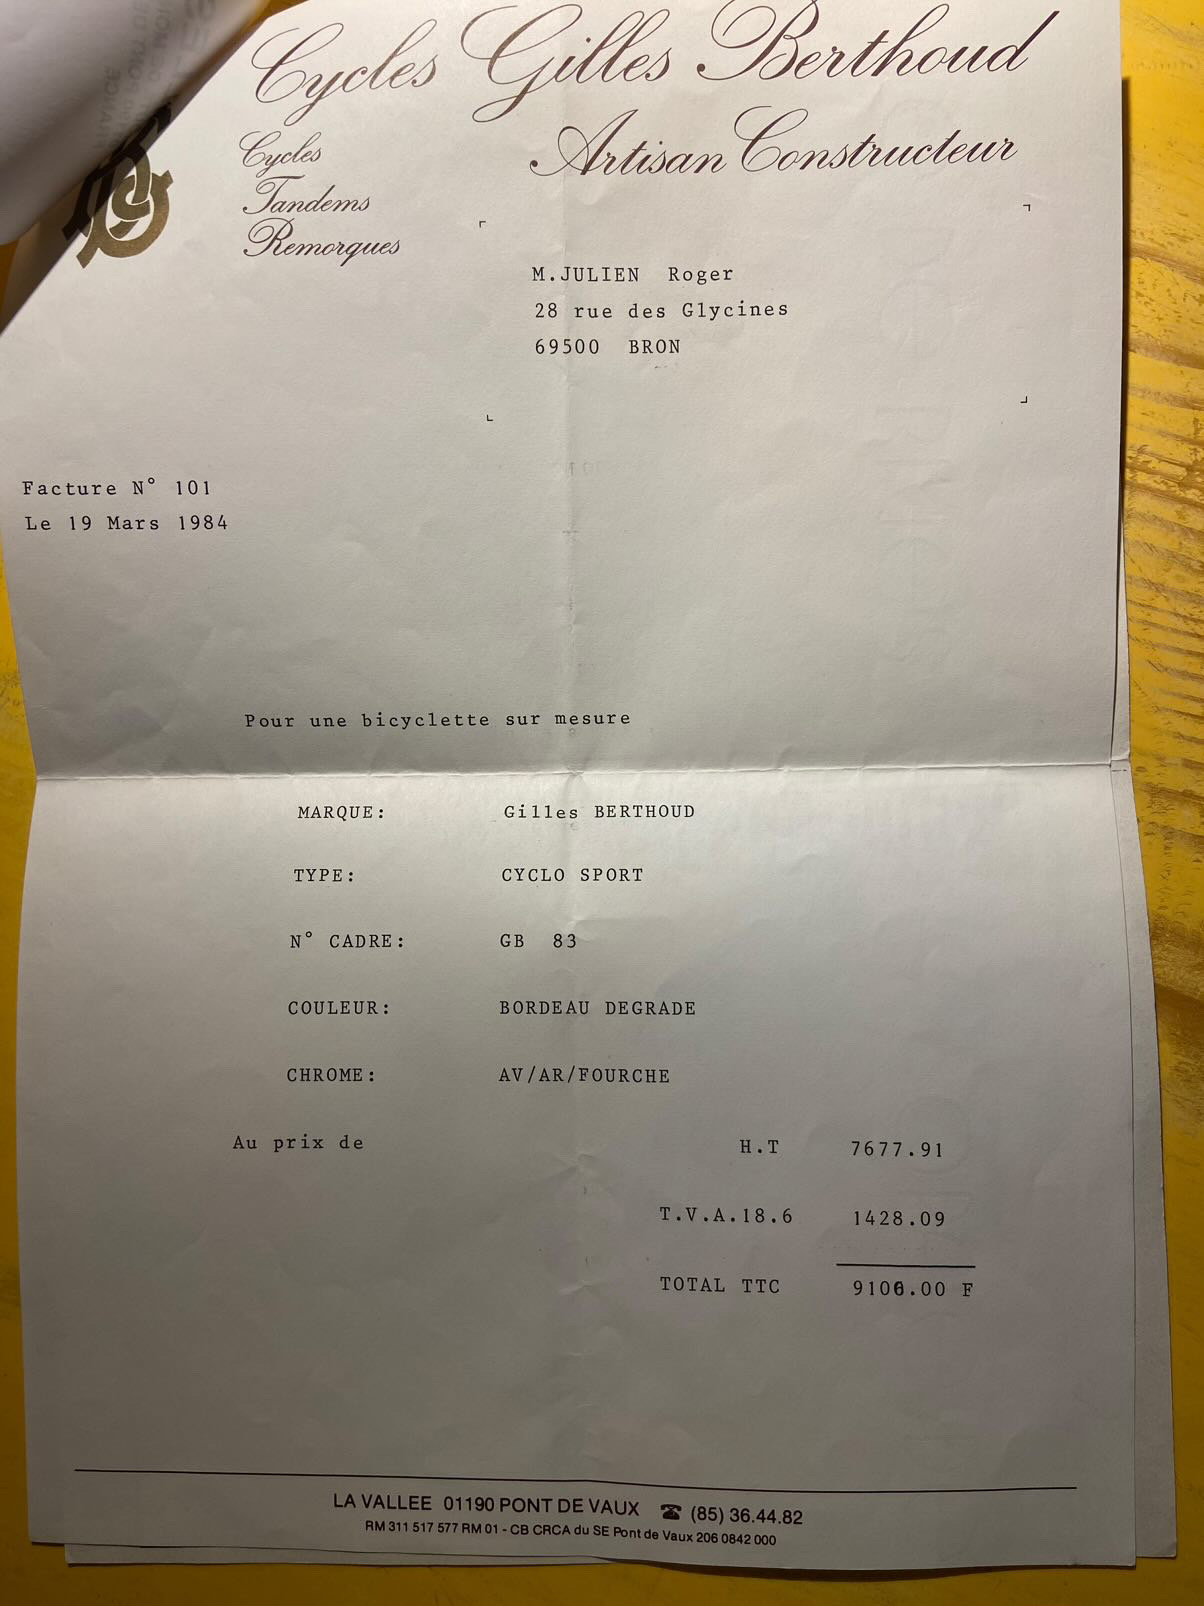 Cycles Gilles Berthoud
Artisan Constructeur
Cycles
Tandems
Remorques
M.JULIEN Roger
28 rue des Glycines
69500 BRON
Facture N° 101
Le 19 Mars 1984
Pour une bicyclette sur mesure
MARQUE: Gilles BERTHOUD
TYPE: CYCLO SPORT
N° CADRE: GB 83
COULEUR: BORDEAU DEGRADE
CHROME: AV/AR/FOURCHE
Au prix de H.T 7677.91
T.V.A.18.6 1428.09
TOTAL TTC 9106.00 F
LA VALLEE 01190 PONT DE VAUX ☎ (85) 36.44.82
RM 311 517 577 RM 01 - CB CRCA du SE Pont de Vaux 206 0842 000